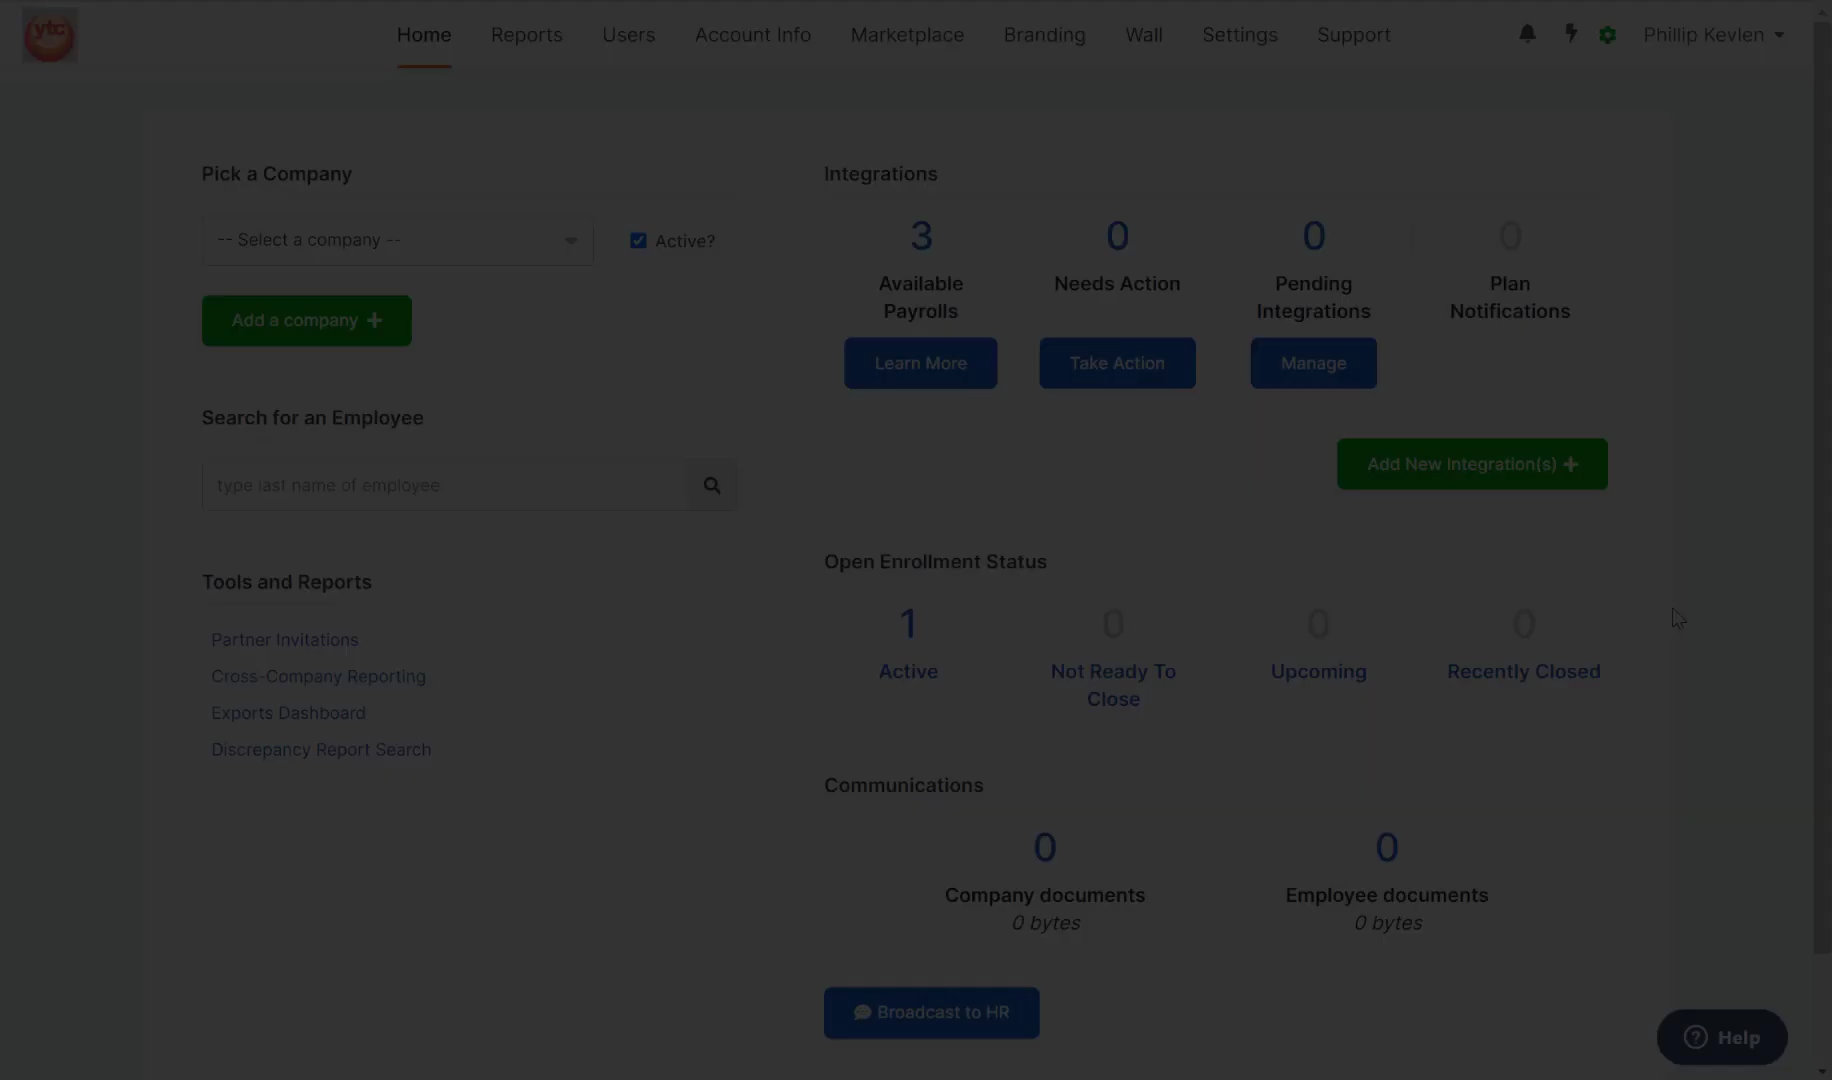 ytc
Home Reports Users Account Info Marketplace Branding Wall Settings Support Phillip Kevlen
Pick a Company
-- Select a company --
Active?
Add a company
Search for an Employee
type last name of employee
Tools and Reports
Partner Invitations
Cross-Company Reporting
Exports Dashboard
Discrepancy Report Search
Integrations
3 0 0 0
Available Needs Action Pending Plan
Payrolls Integrations Notifications
Learn More Take Action Manage
Add New Integration(s)
Open Enrollment Status
1 0 0 0
Active Not Ready To Upcoming Recently Closed
Close
Communications
0 0
Company documents Employee documents
0 bytes 0 bytes
Broadcast to HR
Help